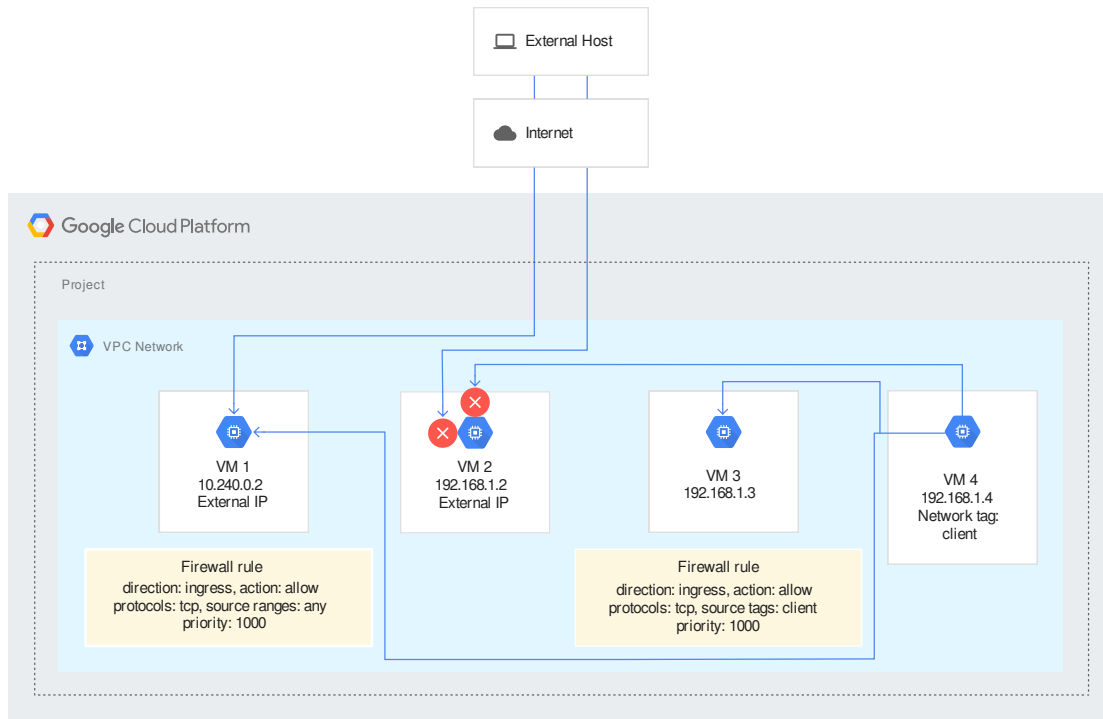 External Host
Internet
Google Cloud Platform
Project
VPC Network
VM 1
10.240.0.2
External IP
VM 2
192.168.1.2
External IP
VM 3
192.168.1.3
VM 4
192.168.1.4
Network tag:
client
Firewall rule
direction: ingress, action: allow
protocols: tcp, source ranges: any
priority: 1000
Firewall rule
direction: ingress, action: allow
protocols: tcp, source tags: client
priority: 1000